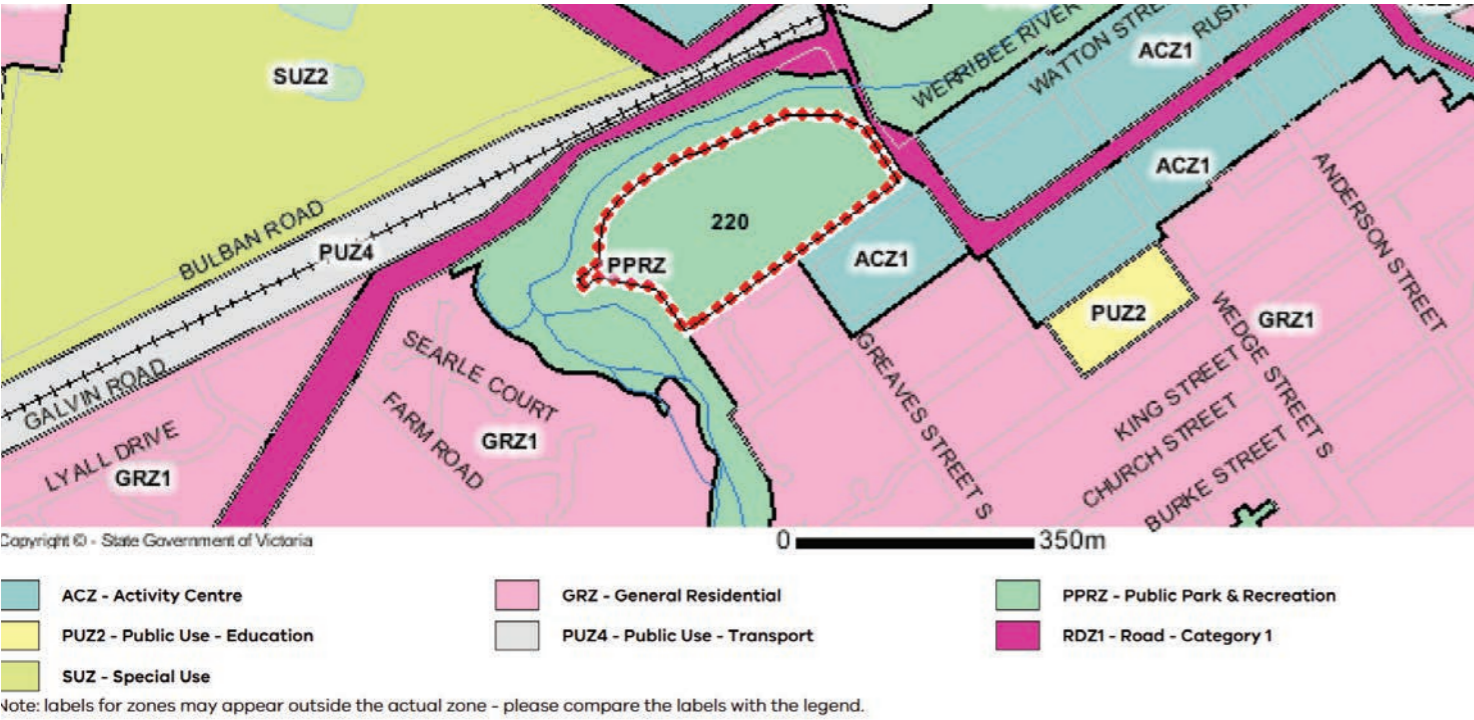 SUZ2
WERRIBEE RIVER
WATTON STRE
RUSH
ACZ1
ACZ1
ANDERSON STREET
BULBAN ROAD
PUZ4
220
PPRZ
ACZ1
PUZ2
WEDGE STREET S
GRZ1
GALVIN ROAD
SEARLE COURT
FARM ROAD
GRZ1
GREAVES STREET S
KING STREET
CHURCH STREET
BURKE STREET
LYALL DRIVE
GRZ1
Copyright © - State Government of Victoria
0 350m
ACZ - Activity Centre
GRZ - General Residential
PPRZ - Public Park & Recreation
PUZ2 - Public Use - Education
PUZ4 - Public Use - Transport
RDZ1 - Road - Category 1
SUZ - Special Use
Note: labels for zones may appear outside the actual zone - please compare the labels with the legend.